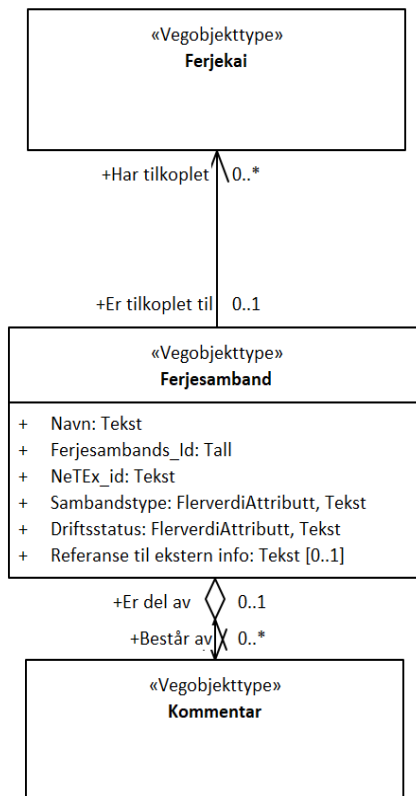 «Vegobjekttype»
Ferjekai
+Har tilkoplet 0..*
+Er tilkoplet til 0..1
«Vegobjekttype»
Ferjesamband
+ Navn: Tekst
+ Ferjesambands_Id: Tall
+ NeTEx_id: Tekst
+ Sambandstype: FlerverdiAttributt, Tekst
+ Driftsstatus: FlerverdiAttributt, Tekst
+ Referanse til ekstern info: Tekst [0..1]
+Er del av 0..1
+Består av 0..*
«Vegobjekttype»
Kommentar